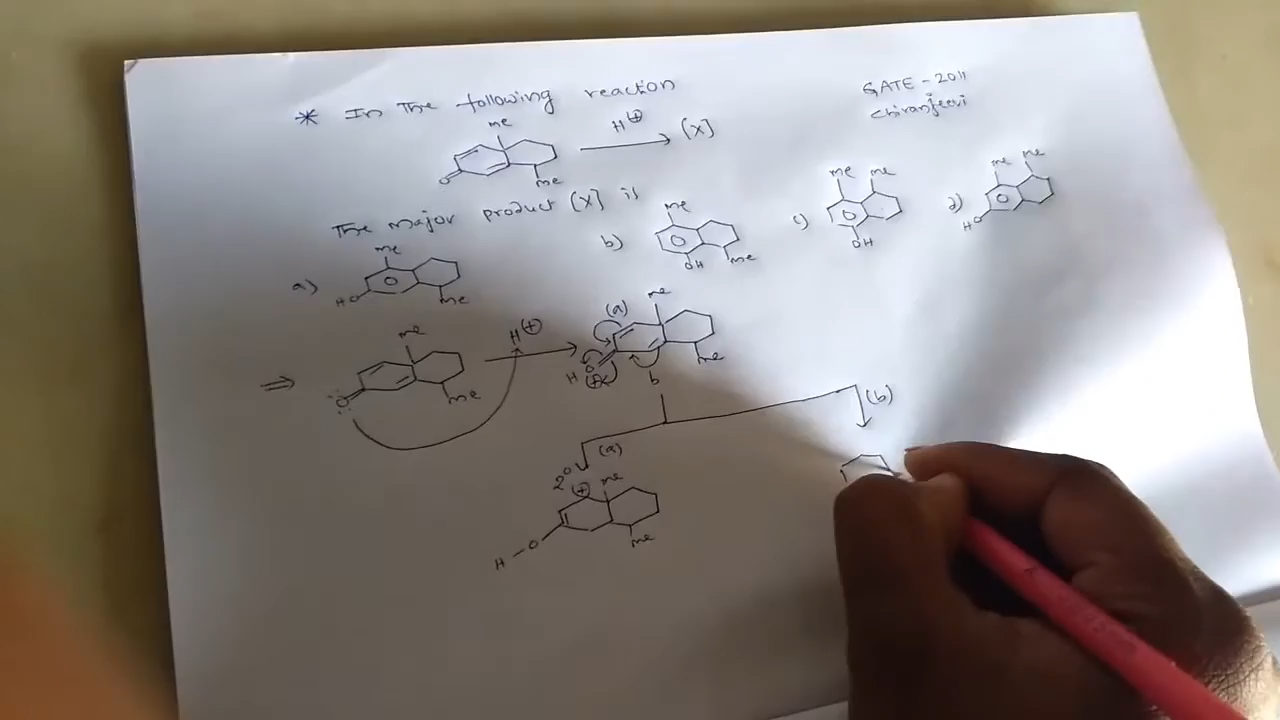 * In The following reaction
GATE - 2011
Chiranjeevi
me
H⊕
(X)
O
me
The major product (X) is
a)
me
HO
me
b)
me
OH
me
c)
me me
OH
d)
me me
HO
⇒
me
:O:
me
H(+)
(a)
me
H O
(+)
me
b
(a)
(b)
2° (+) me
H - O
me